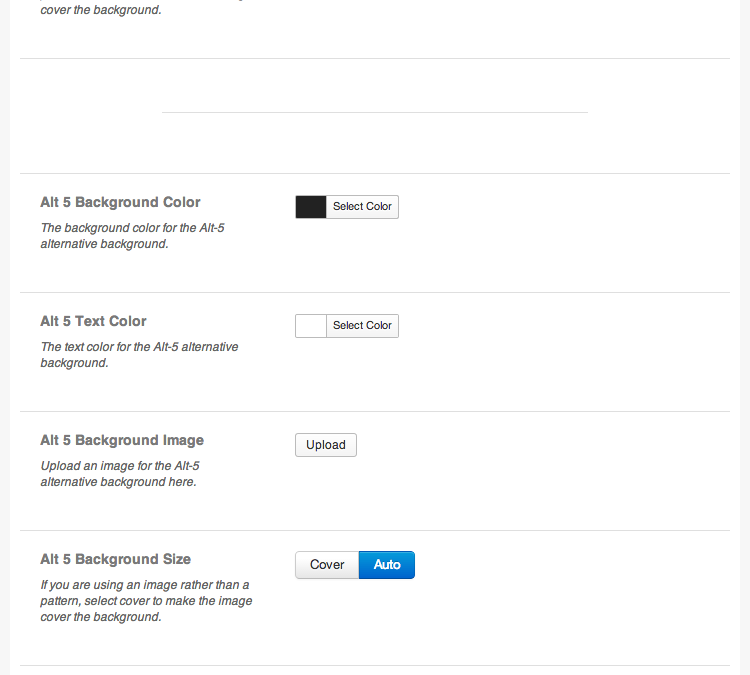 cover the background.
Alt 5 Background Color
Select Color
The background color for the Alt-5
alternative background.
Alt 5 Text Color
Select Color
The text color for the Alt-5 alternative
background.
Alt 5 Background Image
Upload
Upload an image for the Alt-5
alternative background here.
Alt 5 Background Size
Cover
Auto
If you are using an image rather than a
pattern, select cover to make the image
cover the background.